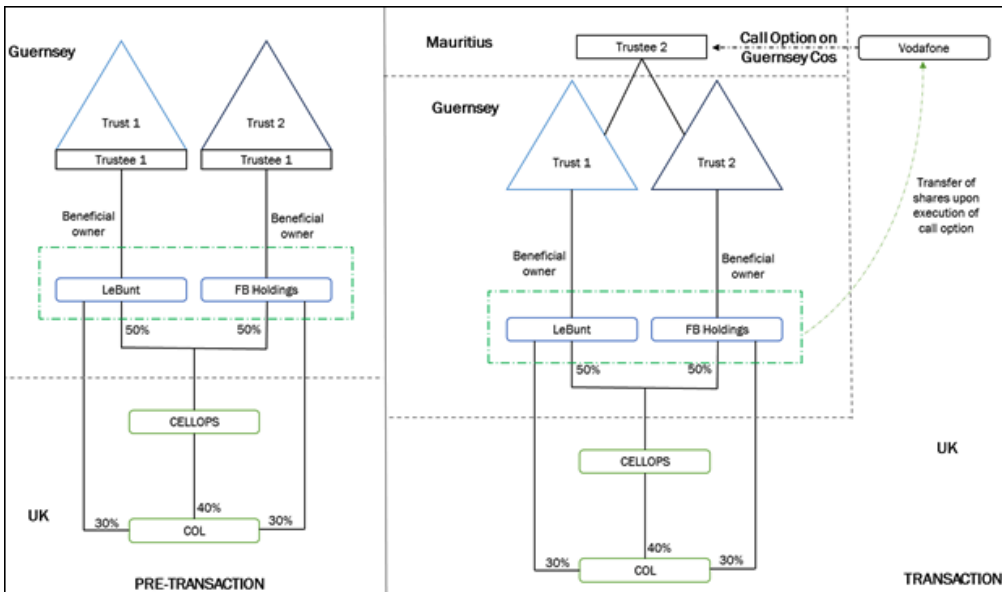 Guernsey
Trust 1
Trust 2
Trustee 1
Trustee 1
Beneficial
owner
Beneficial
owner
LeBunt
FB Holdings
50%
50%
CELLOPS
UK
40%
30%
30%
COL
PRE-TRANSACTION
Mauritius
Trustee 2
Call Option on
Guernsey Cos
Vodafone
Guernsey
Trust 1
Trust 2
Transfer of
shares upon
execution of
call option
Beneficial
owner
Beneficial
owner
LeBunt
FB Holdings
50%
50%
UK
CELLOPS
40%
30%
30%
COL
TRANSACTION